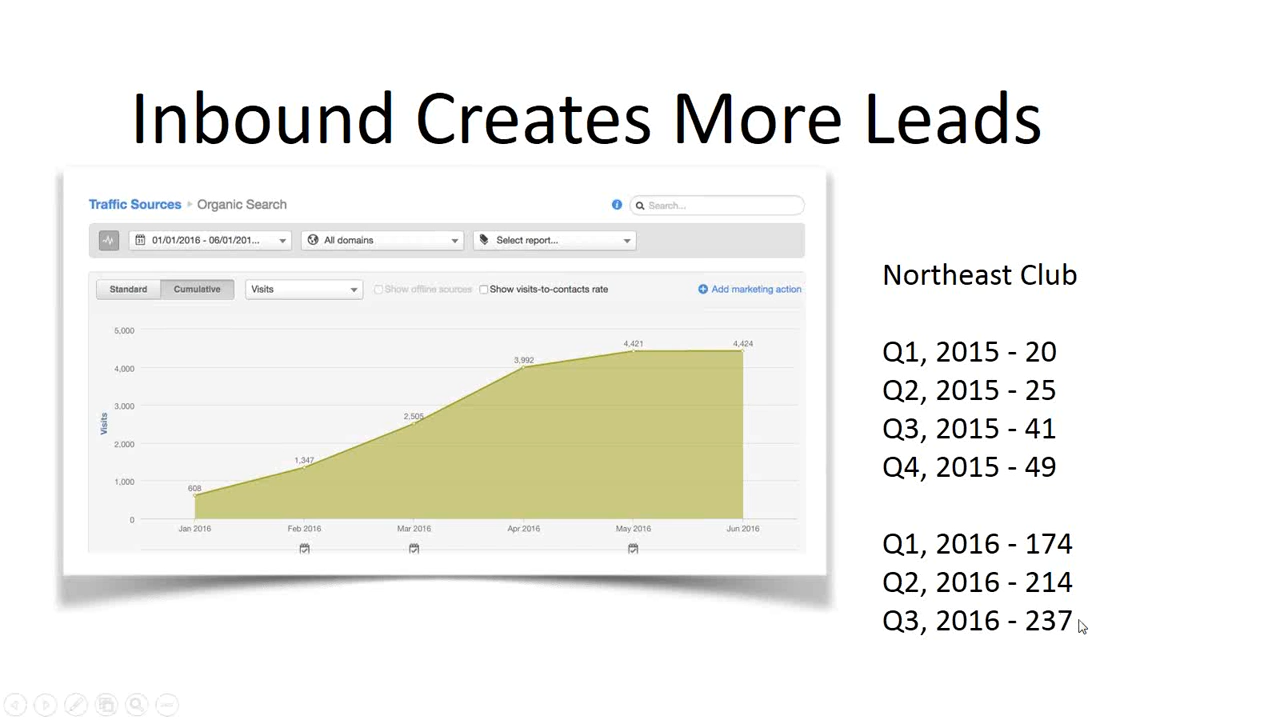 Inbound Creates More Leads
Traffic Sources ▸ Organic Search
Search...
01/01/2016 - 06/01/201...
All domains
Select report...
Standard
Cumulative
Visits
Show offline sources
Show visits-to-contacts rate
Add marketing action
5,000
4,000
3,000
2,000
1,000
0
Visits
608
1,347
2,505
3,992
4,421
4,424
Jan 2016
Feb 2016
Mar 2016
Apr 2016
May 2016
Jun 2016
Northeast Club
Q1, 2015 - 20
Q2, 2015 - 25
Q3, 2015 - 41
Q4, 2015 - 49
Q1, 2016 - 174
Q2, 2016 - 214
Q3, 2016 - 237